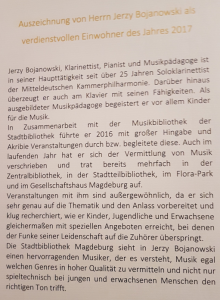 Auszeichnung von Herrn Jerzy Bojanowski als
verdienstvollen Einwohner des Jahres 2017
Jerzy Bojanowski, Klarinettist, Pianist und Musikpädagoge ist
in seiner Haupttätigkeit seit über 25 Jahren Soloklarinettist
der Mitteldeutschen Kammerphilharmonie. Darüber hinaus
überzeugt er auch am Klavier mit seinen Fähigkeiten. Als
ausgebildeter Musikpädagoge begeistert er vor allem Kinder
für die Musik.
In Zusammenarbeit mit der Musikbibliothek der
Stadtbibliothek führte er 2016 mit großer Hingabe und
Akribie Veranstaltungen durch bzw. begleitete diese. Auch im
laufenden Jahr hat er sich der Vermittlung von Musik
verschrieben und trat bereits mehrfach in der
Zentralbibliothek, in der Stadtteilbibliothek, im Flora-Park
und im Gesellschaftshaus Magdeburg auf.
Veranstaltungen mit ihm sind außergewöhnlich, da er sich
sehr genau auf die Thematik und den Anlass vorbereitet und
klug recherchiert, wie er Kinder, Jugendliche und Erwachsene
gleichermaßen mit speziellen Angeboten erreicht, bei denen
der Funke seiner Leidenschaft auf die Zuhörer überspringt.
Die Stadtbibliothek Magdeburg sieht in Jerzy Bojanowski
einen hervorragenden Musiker, der es versteht, Musik egal
welchen Genres in hoher Qualität zu vermitteln und nicht nur
spieltechnisch bei jungen und erwachsenen Menschen den
richtigen Ton trifft.